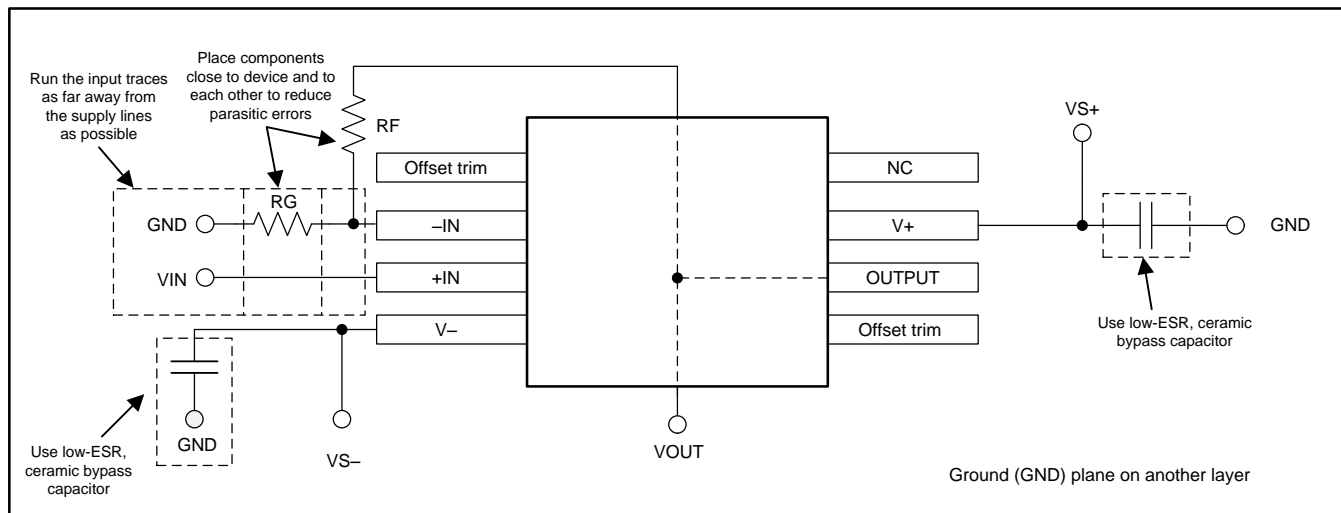 Run the input traces
as far away from
the supply lines
as possible
Place components
close to device and to
each other to reduce
parasitic errors
RF
RG
GND
VIN
Offset trim
–IN
+IN
V–
NC
V+
OUTPUT
Offset trim
VS+
GND
Use low-ESR, ceramic
bypass capacitor
GND
Use low-ESR,
ceramic bypass
capacitor
VS–
VOUT
Ground (GND) plane on another layer